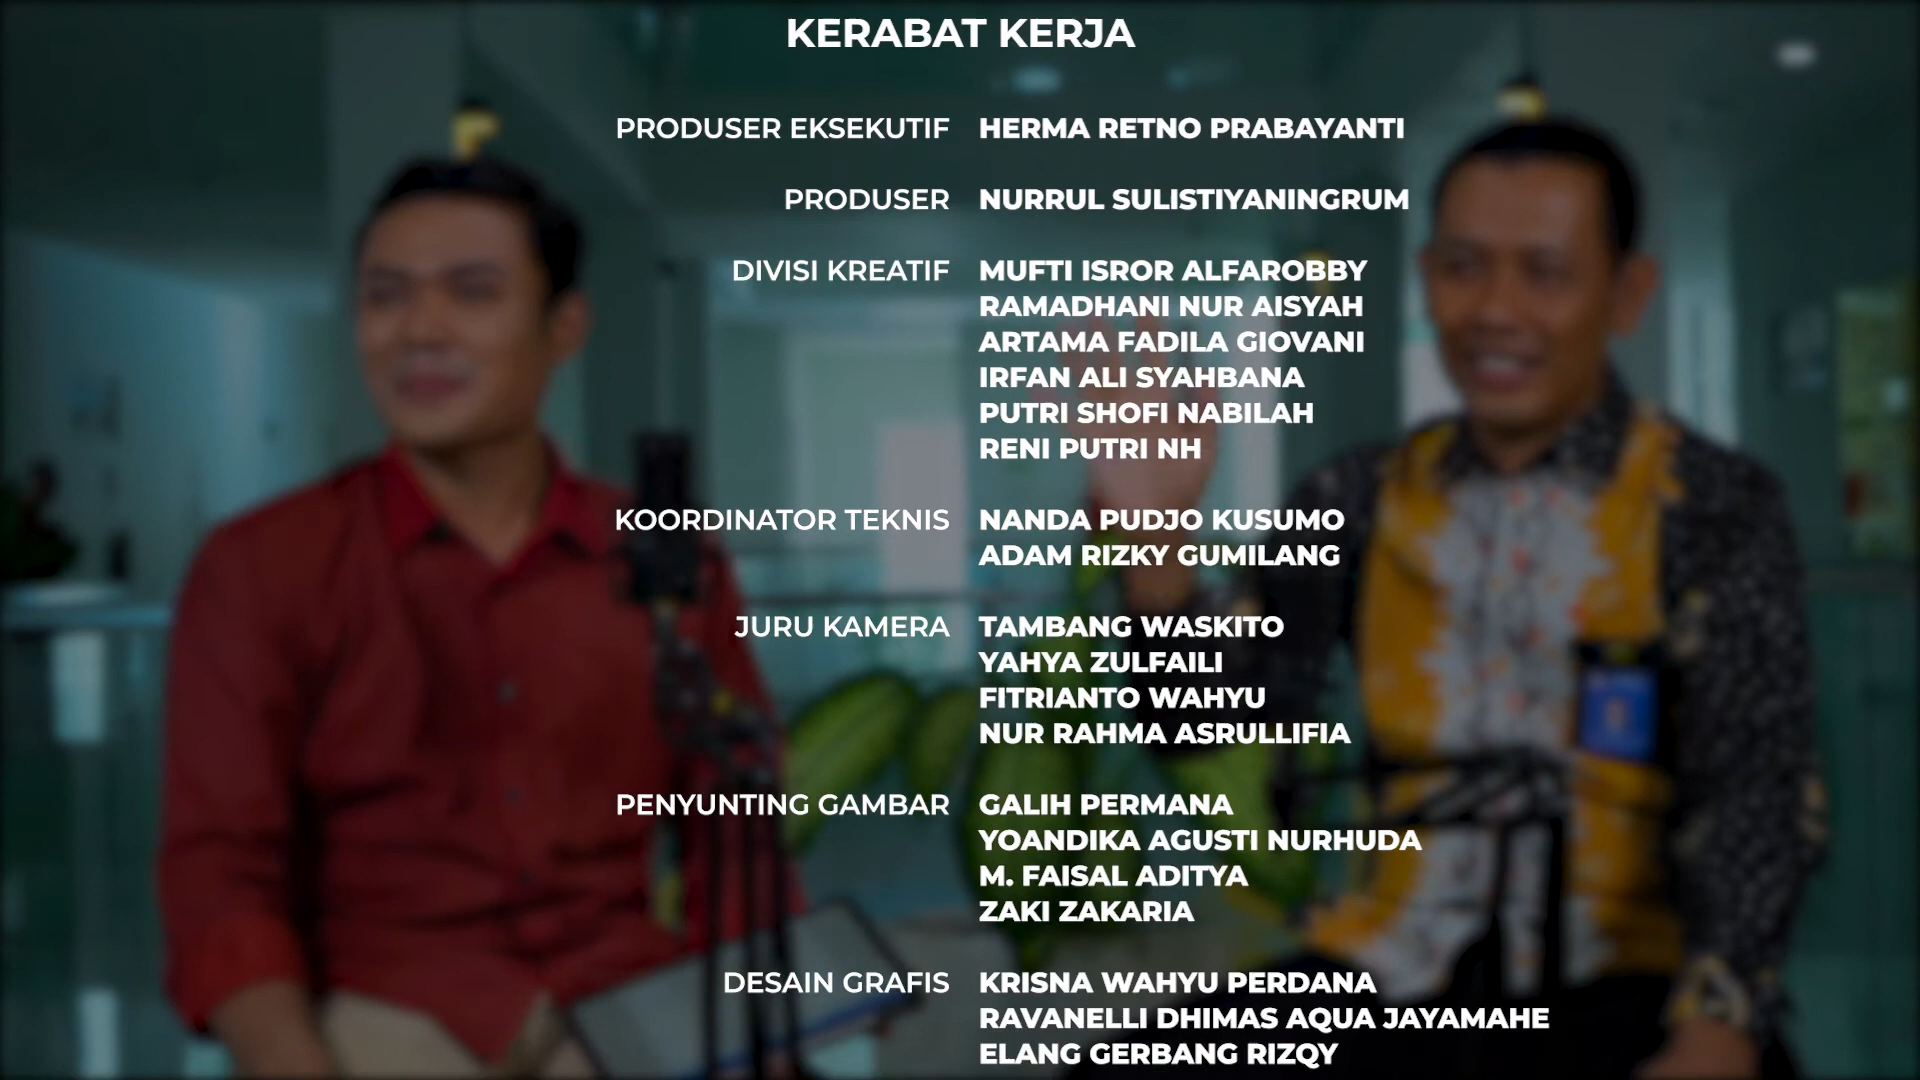 KERABAT KERJA
PRODUSER EKSEKUTIF HERMA RETNO PRABAYANTI
PRODUSER NURRUL SULISTIYANINGRUM
DIVISI KREATIF MUFTI ISROR ALFAROBBY
RAMADHANI NUR AISYAH
ARTAMA FADILA GIOVANI
IRFAN ALI SYAHBANA
PUTRI SHOFI NABILAH
RENI PUTRI NH
KOORDINATOR TEKNIS NANDA PUDJO KUSUMO
ADAM RIZKY GUMILANG
JURU KAMERA TAMBANG WASKITO
YAHYA ZULFAILI
FITRIANTO WAHYU
NUR RAHMA ASRULLIFIA
PENYUNTING GAMBAR GALIH PERMANA
YOANDIKA AGUSTI NURHUDA
M. FAISAL ADITYA
ZAKI ZAKARIA
DESAIN GRAFIS KRISNA WAHYU PERDANA
RAVANELLI DHIMAS AQUA JAYAMAHE
ELANG GERBANG RIZQY